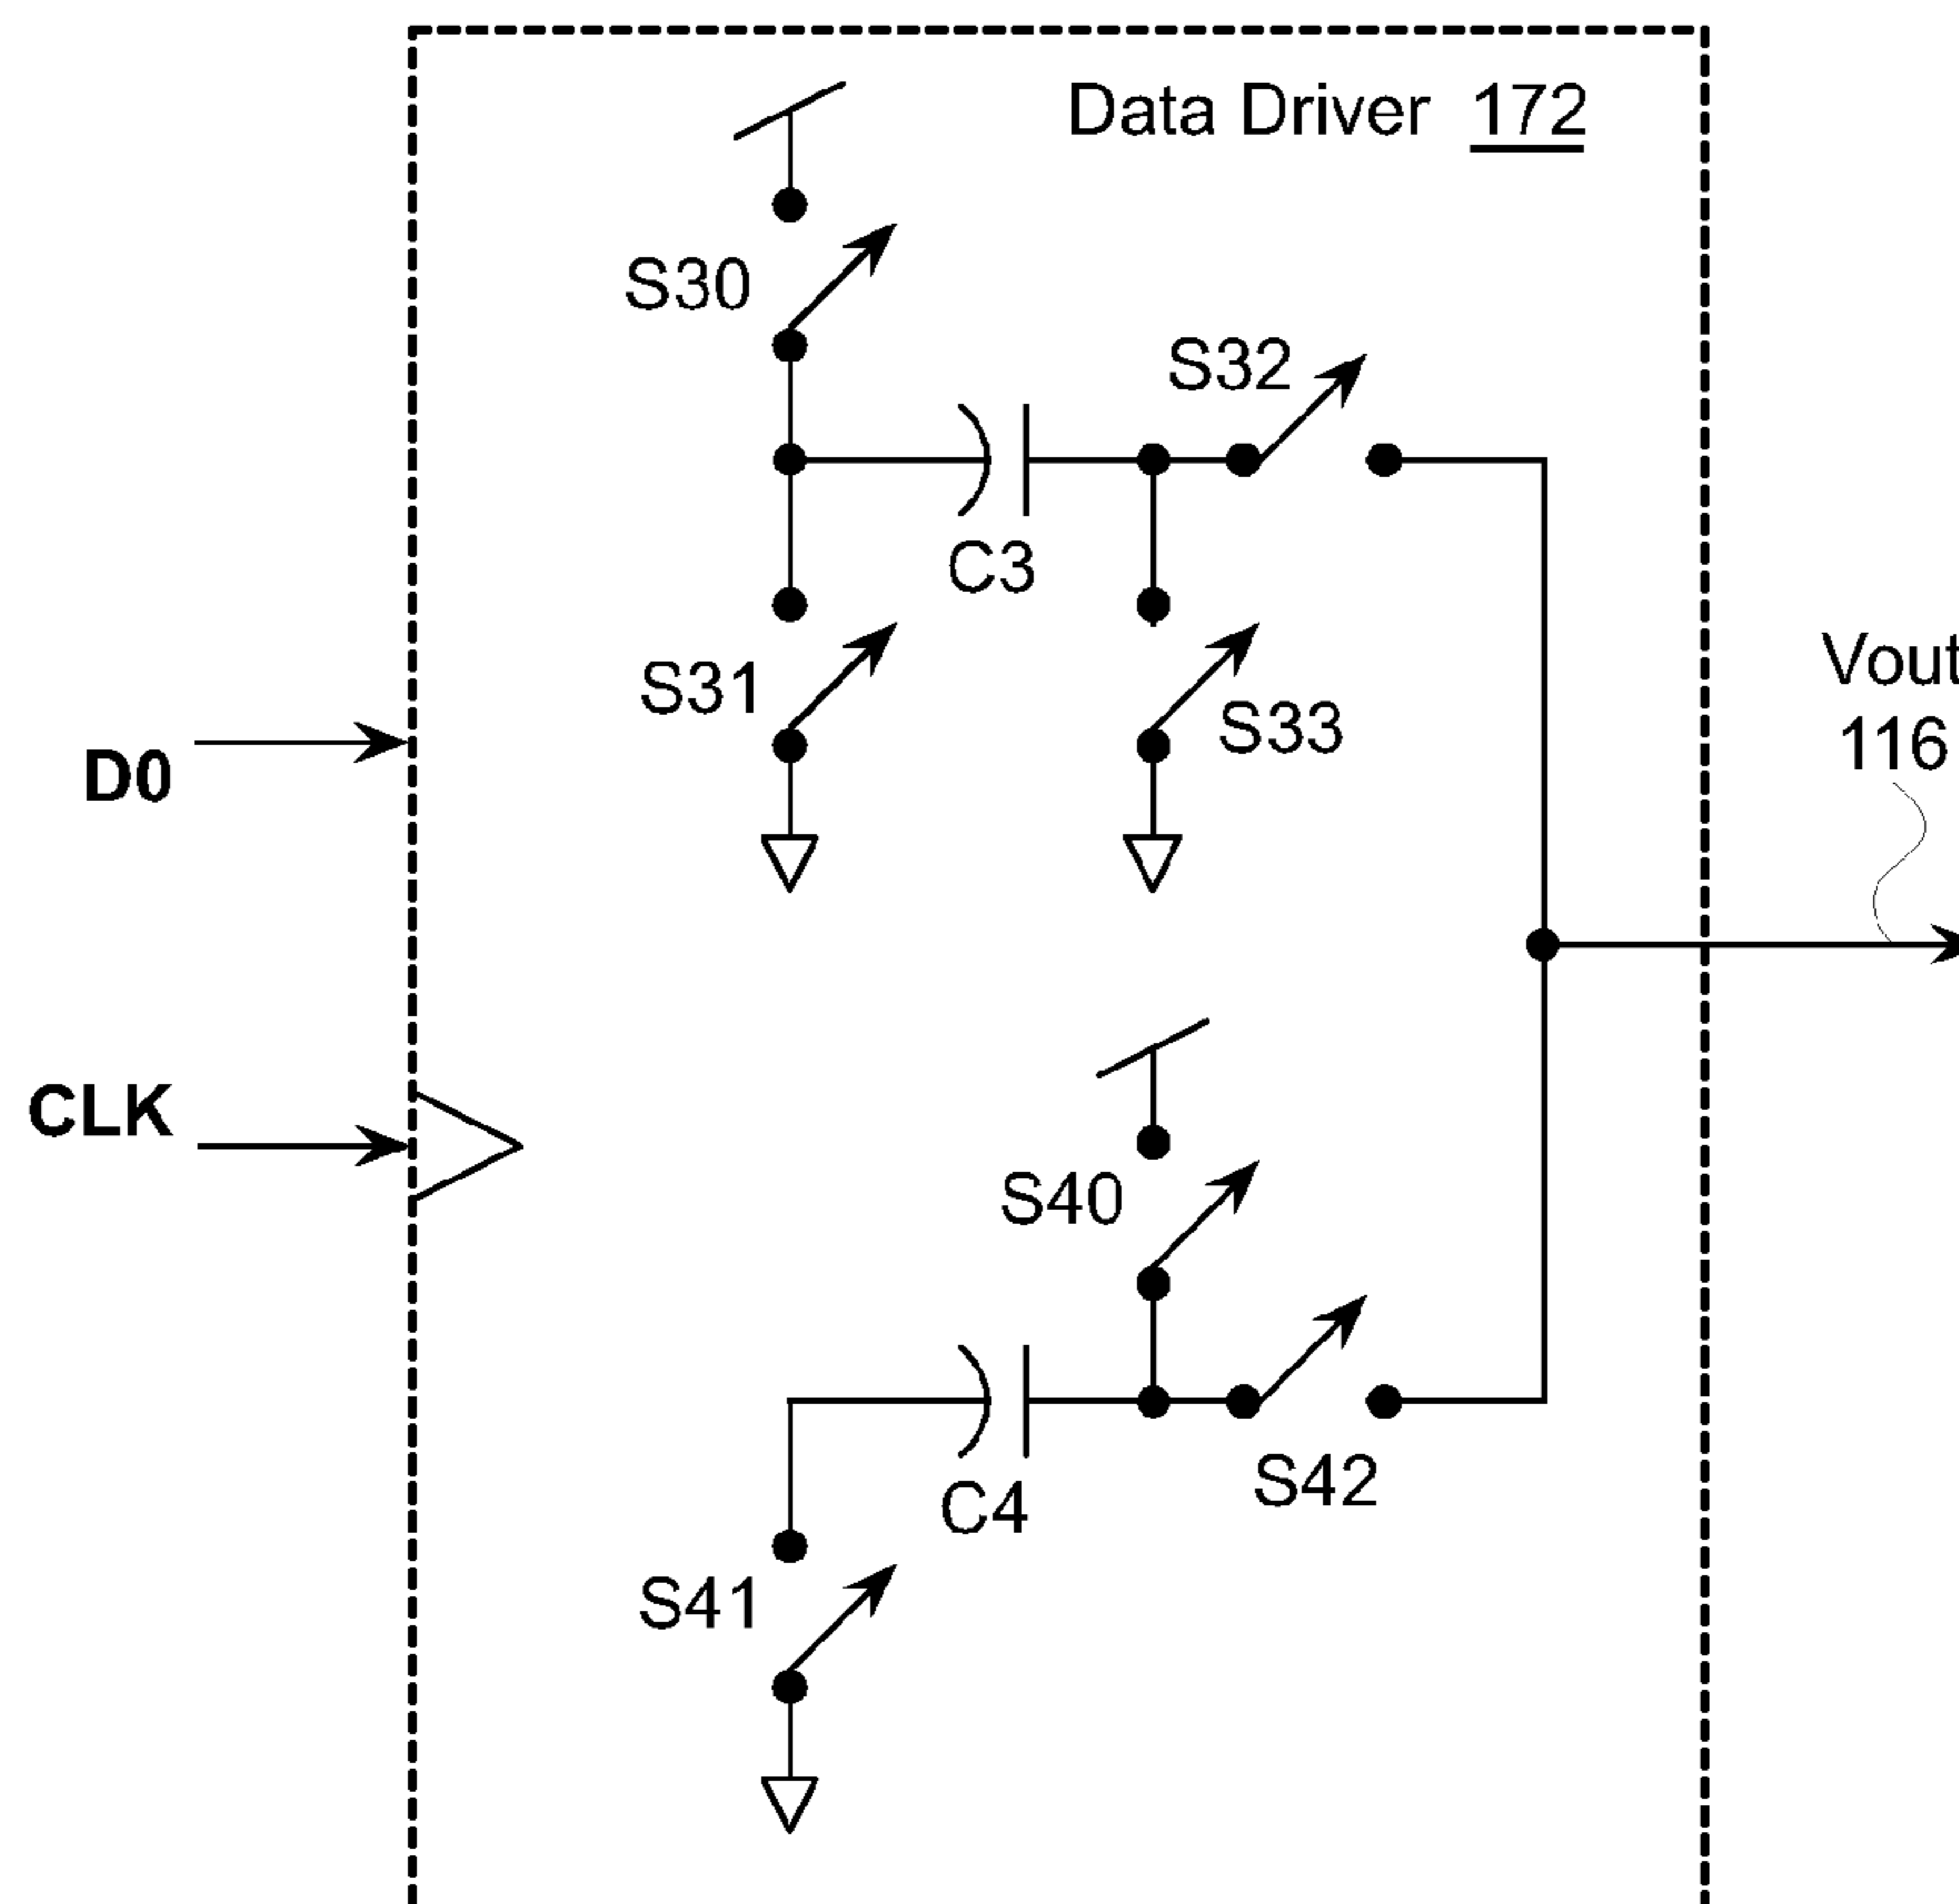 Data Driver 172
S30
S32
C3
S31
S33
Vout
116
D0
CLK
S40
C4
S42
S41